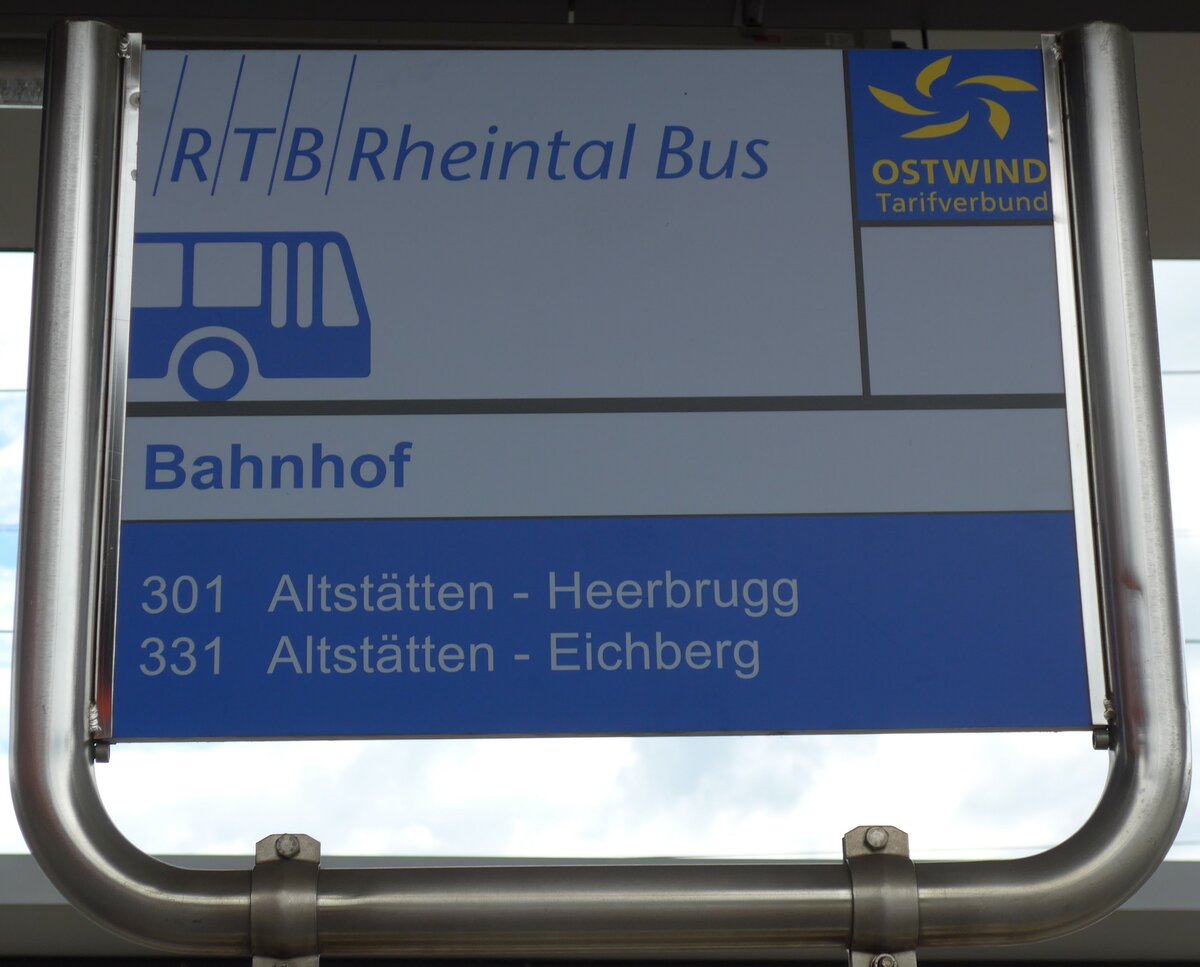 RTB Rheintal Bus
OSTWIND
Tarifverbund
Bahnhof
301 Altstätten - Heerbrugg
331 Altstätten - Eichberg